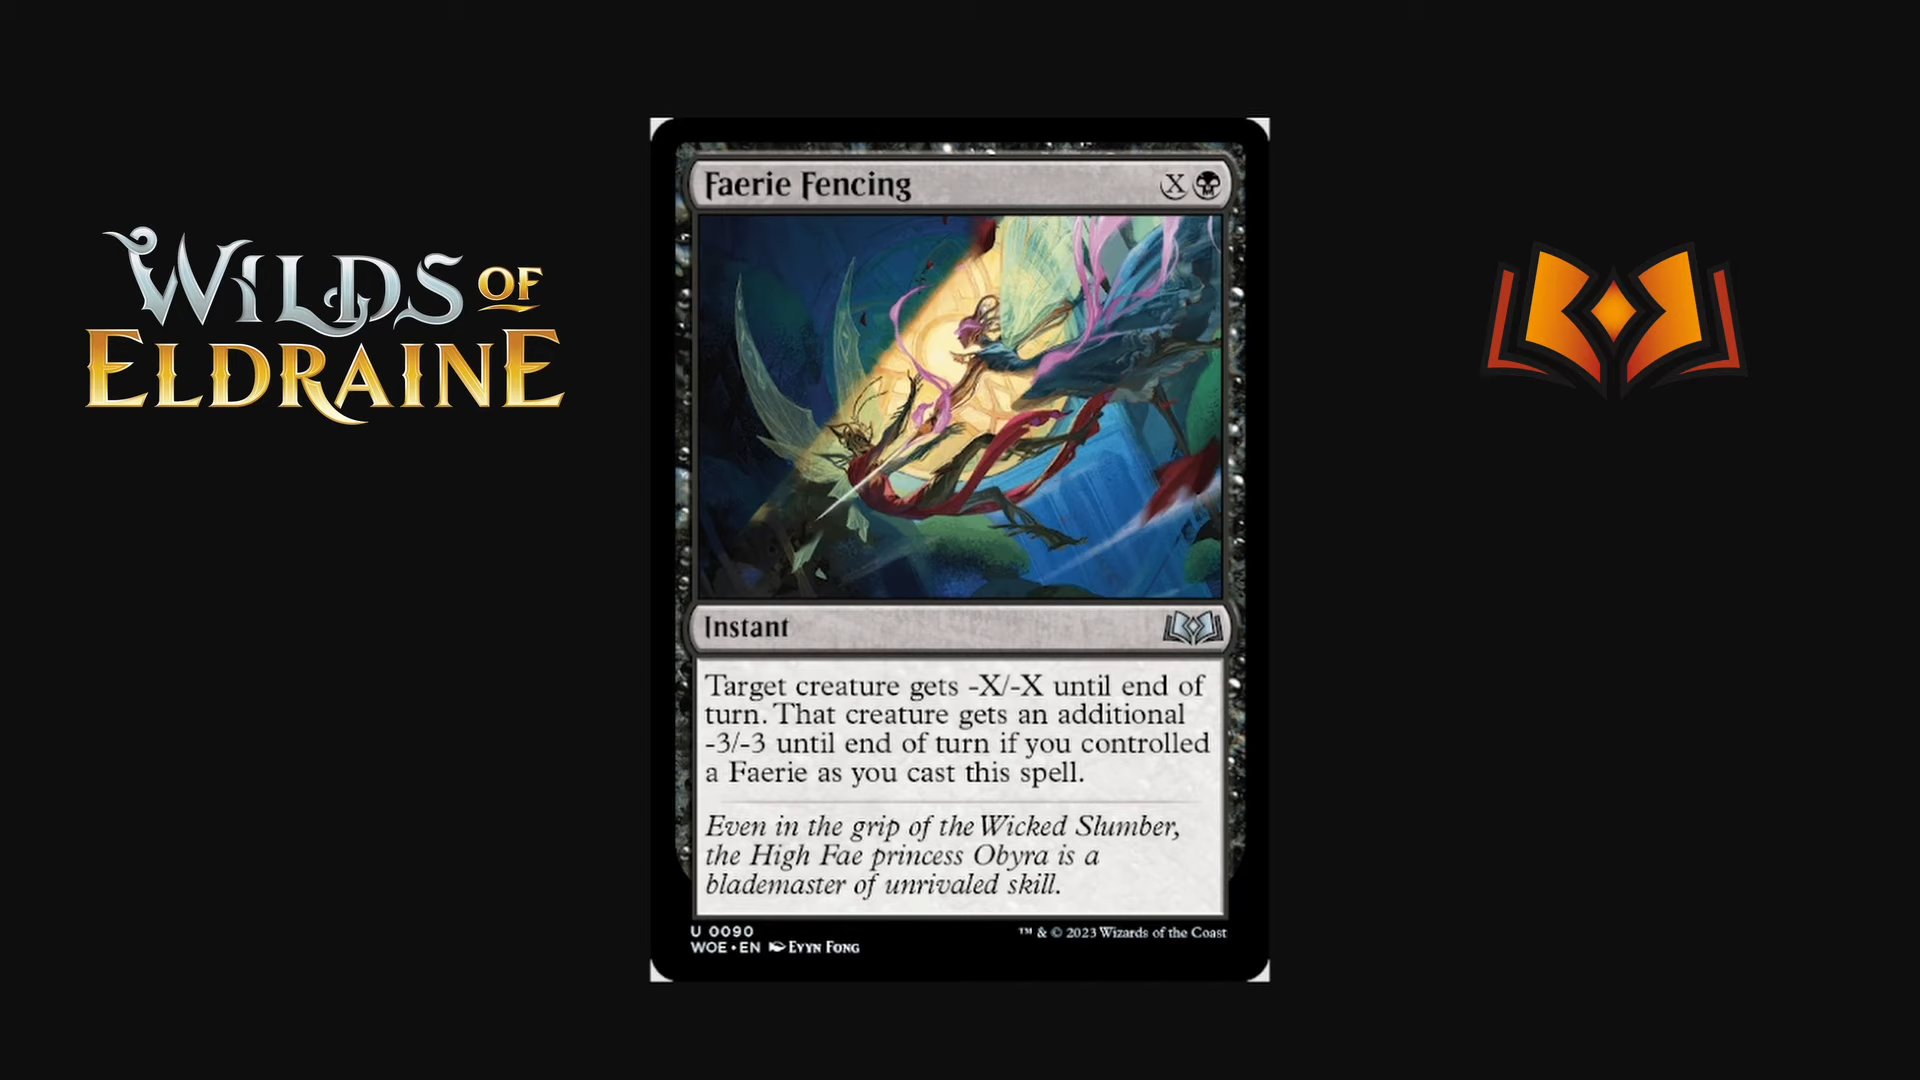 WILDS OF
ELDRAINE
Faerie Fencing
X
Instant
Target creature gets -X/-X until end of
turn. That creature gets an additional
-3/-3 until end of turn if you controlled
a Faerie as you cast this spell.
Even in the grip of the Wicked Slumber,
the High Fae princess Obyra is a
blademaster of unrivaled skill.
U 0090
WOE • EN Evyn Fong
™ & © 2023 Wizards of the Coast